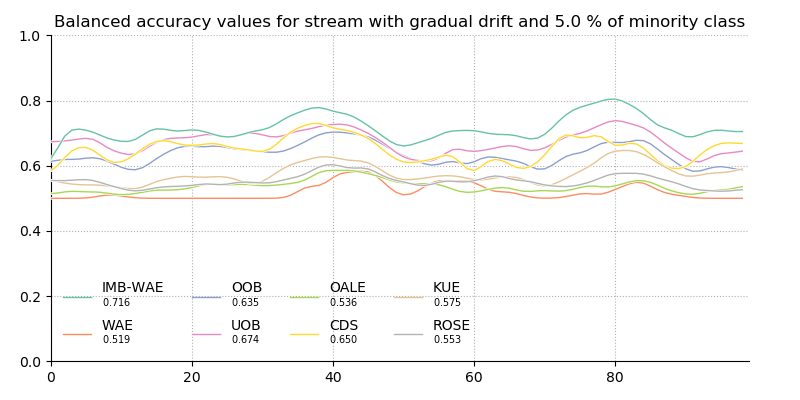 Balanced accuracy values for stream with gradual drift and 5.0 % of minority class
1.0
0.8
0.6
0.4
0.2
0.0
IMB-WAE OOB OALE KUE
0.716 0.635 0.536 0.575
WAE UOB CDS ROSE
0.519 0.674 0.650 0.553
0 20 40 60 80